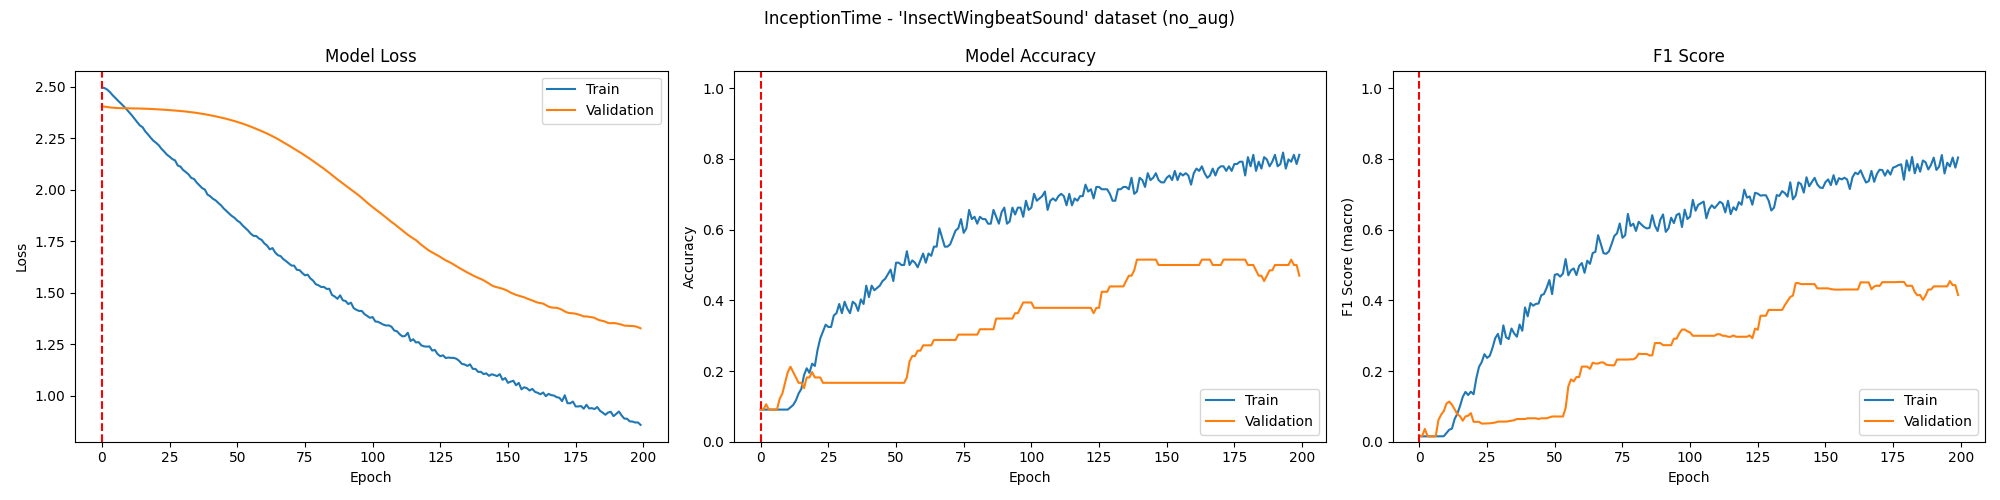 InceptionTime - 'InsectWingbeatSound' dataset (no_aug)
Model Loss
Loss
2.50
2.25
2.00
1.75
1.50
1.25
1.00
0 25 50 75 100 125 150 175 200
Epoch
Train
Validation
Model Accuracy
Accuracy
1.0
0.8
0.6
0.4
0.2
0.0
0 25 50 75 100 125 150 175 200
Epoch
Train
Validation
F1 Score
F1 Score (macro)
1.0
0.8
0.6
0.4
0.2
0.0
0 25 50 75 100 125 150 175 200
Epoch
Train
Validation